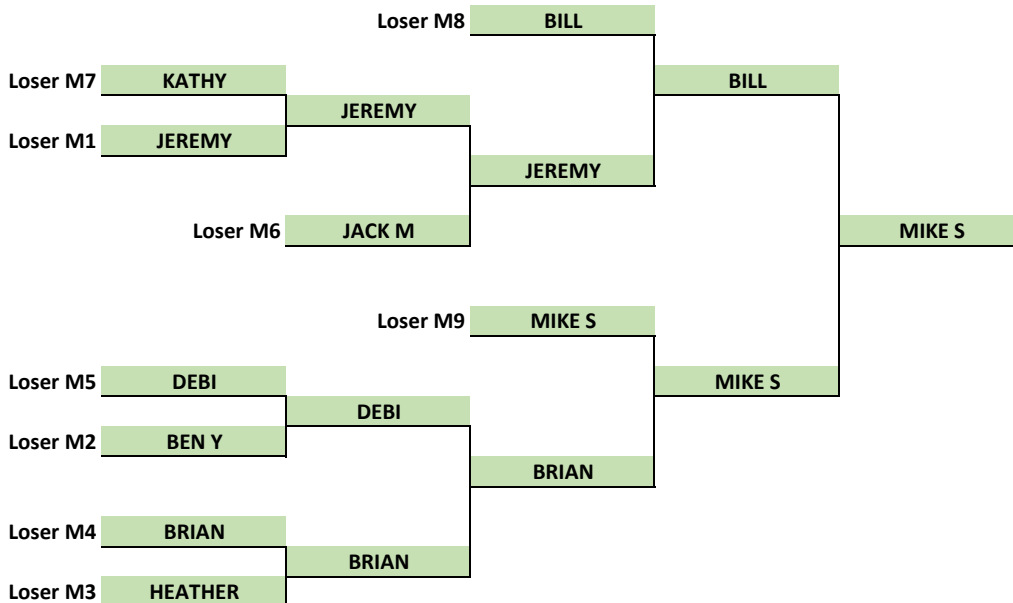 Loser M8 BILL
Loser M7 KATHY BILL
JEREMY
Loser M1 JEREMY
JEREMY
Loser M6 JACK M MIKE S
Loser M9 MIKE S
Loser M5 DEBI MIKE S
DEBI
Loser M2 BEN Y
BRIAN
Loser M4 BRIAN
BRIAN
Loser M3 HEATHER